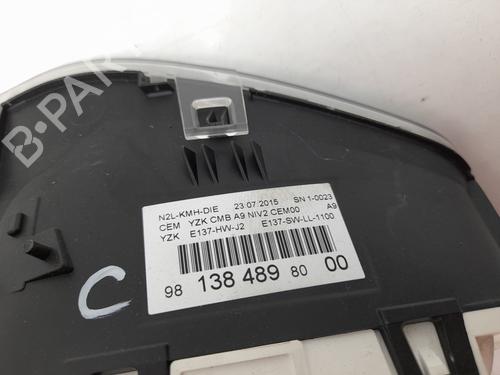 B-PARTS
N2L-KMH-DIE 23.07.2015 SN 1-0023
CEM YZK CMB A9 NIV2 CEM00 A9
YZK E137-HW-J2 E137-SW-LL-1100
98 138 489 80 00
C